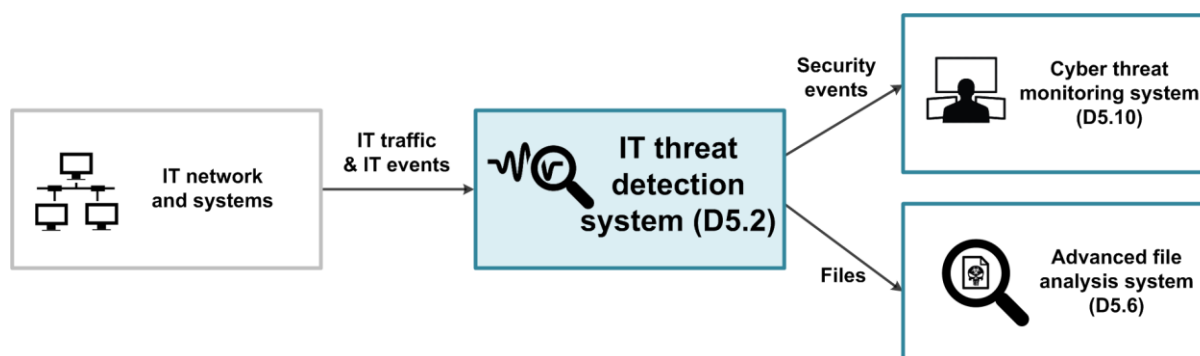 IT network
and systems
IT traffic
& IT events
IT threat
detection
system (D5.2)
Security
events
Files
Cyber threat
monitoring system
(D5.10)
Advanced file
analysis system
(D5.6)